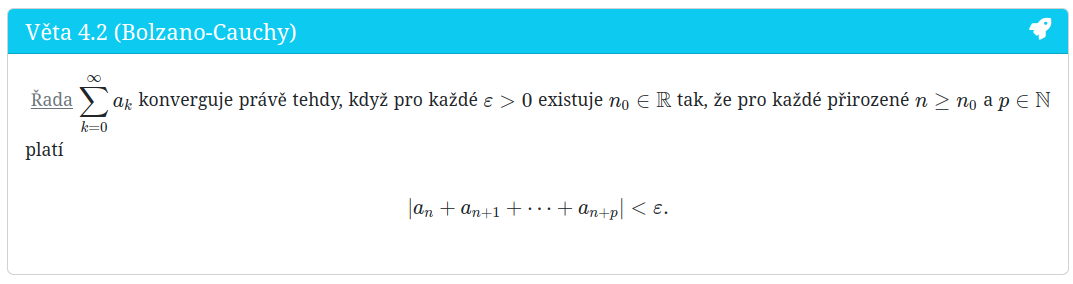 Věta 4.2 (Bolzano-Cauchy)
Řada $\sum_{k=0}^{\infty} a_k$ konverguje právě tehdy, když pro každé $\varepsilon > 0$ existuje $n_0 \in \mathbb{R}$ tak, že pro každé přirozené $n \geq n_0$ a $p \in \mathbb{N}$
platí
$|a_n + a_{n+1} + \cdots + a_{n+p}| < \varepsilon.$